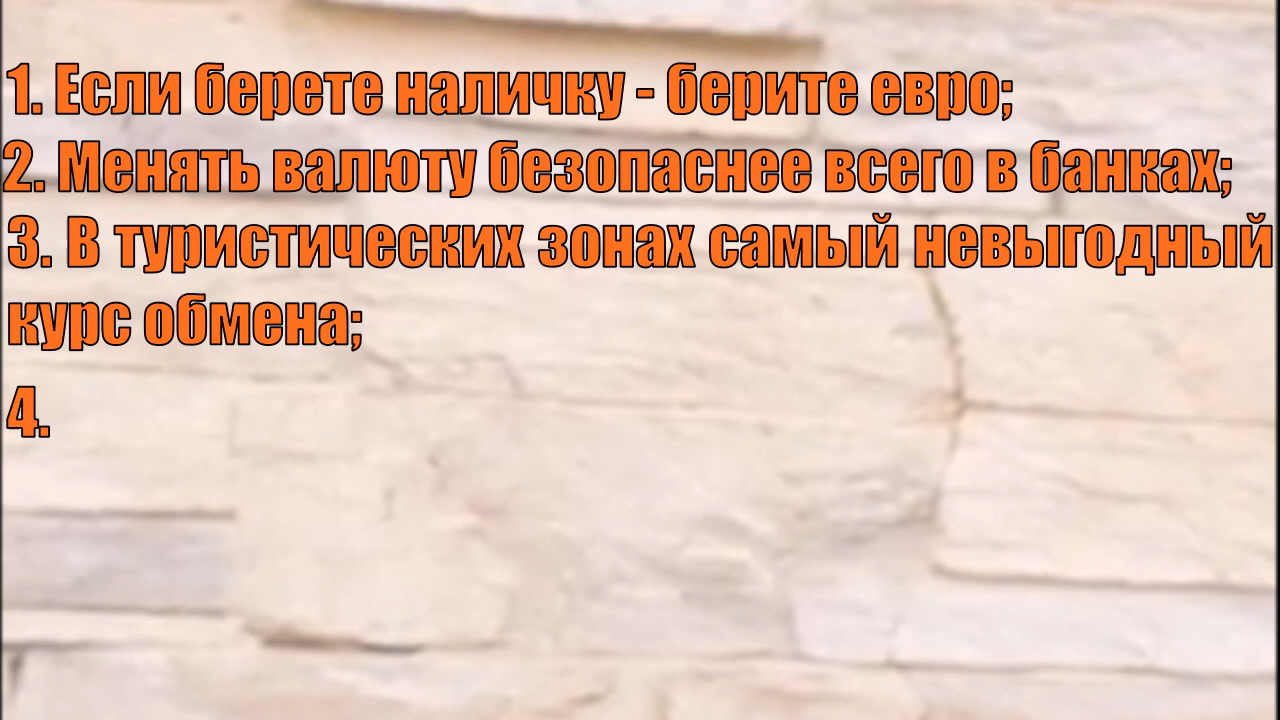 1. Если берете наличку - берите евро;
2. Менять валюту безопаснее всего в банках;
3. В туристических зонах самый невыгодный
курс обмена;
4.